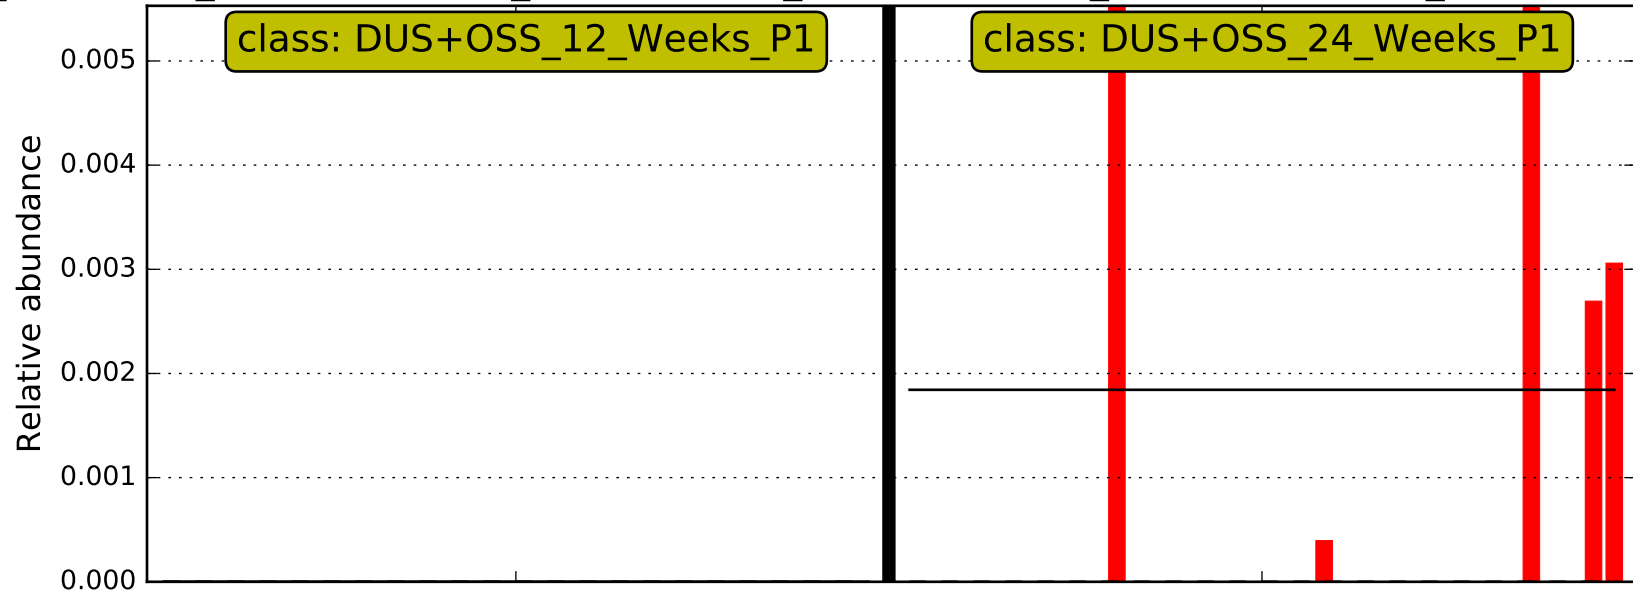 class: DUS+OSS_12_Weeks_P1
class: DUS+OSS_24_Weeks_P1
Relative abundance
0.005
0.004
0.003
0.002
0.001
0.000